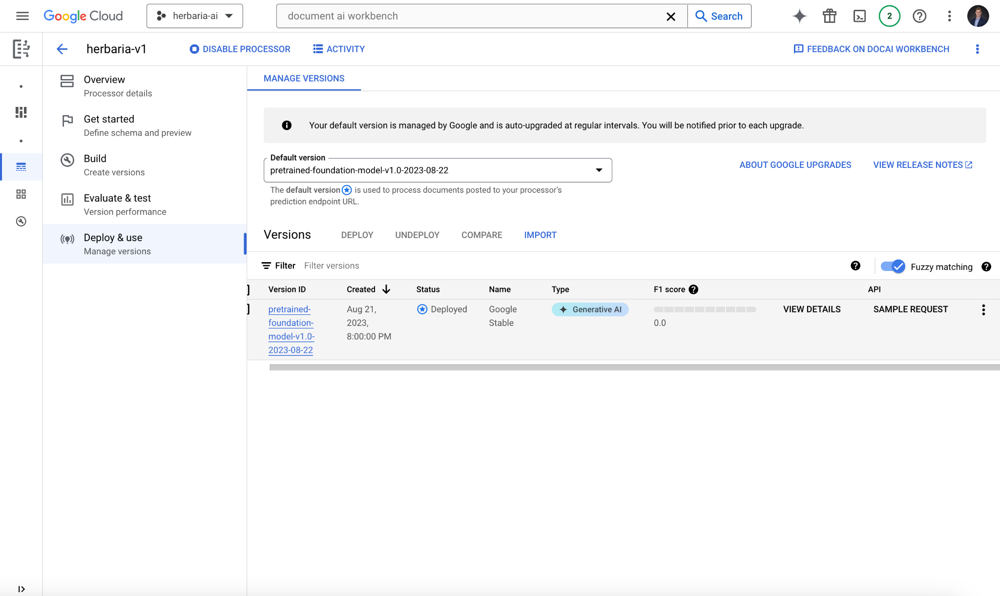 Google Cloud
herbaria-ai
document ai workbench
Search
2
herbaria-v1
DISABLE PROCESSOR
ACTIVITY
FEEDBACK ON DOCAI WORKBENCH
Overview
Processor details
Get started
Define schema and preview
Build
Create versions
Evaluate & test
Version performance
Deploy & use
Manage versions
MANAGE VERSIONS
Your default version is managed by Google and is auto-upgraded at regular intervals. You will be notified prior to each upgrade.
Default version
pretrained-foundation-model-v1.0-2023-08-22
The default version is used to process documents posted to your processor's
prediction endpoint URL.
ABOUT GOOGLE UPGRADES
VIEW RELEASE NOTES
Versions
DEPLOY
UNDEPLOY
COMPARE
IMPORT
Filter
Filter versions
Fuzzy matching
Version ID
Created
Status
Name
Type
F1 score
API
pretrained-
foundation-
model-v1.0-
2023-08-22
Aug 21,
2023,
8:00:00 PM
Deployed
Google
Stable
Generative AI
0.0
VIEW DETAILS
SAMPLE REQUEST